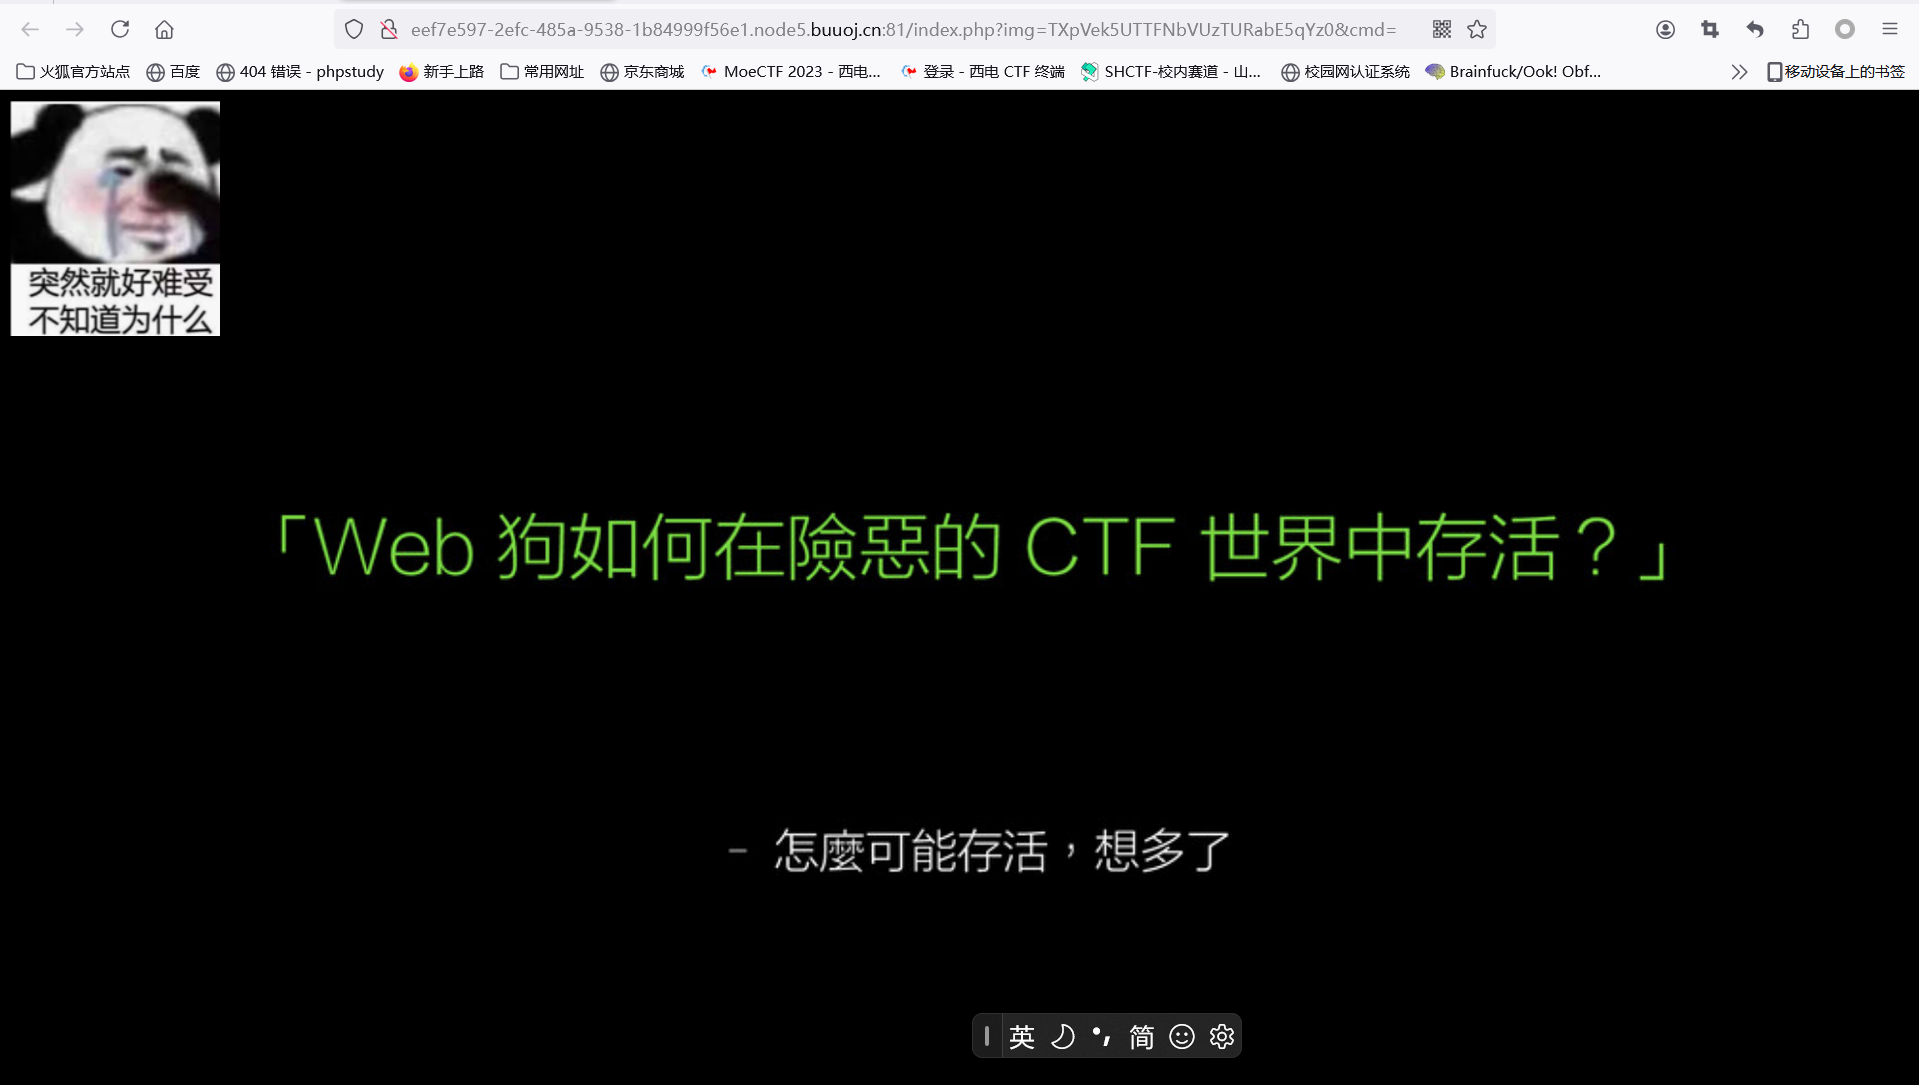 eef7e597-2efc-485a-9538-1b84999f56e1.node5.buuoj.cn:81/index.php?img=TXpVek5UTTFNbVUzTURabE5qYz0&cmd=
火狐官方站点 百度 404 错误 - phpstudy 新手上路 常用网址 京东商城 MoeCTF 2023 - 西电... 登录 - 西电 CTF 终端 SHCTF-校内赛道 - 山... 校园网认证系统 Brainfuck/Ook! Obf... 移动设备上的书签
突然就好难受
不知道为什么
「Web 狗如何在險惡的 CTF 世界中存活？」
- 怎麼可能存活，想多了
英 简